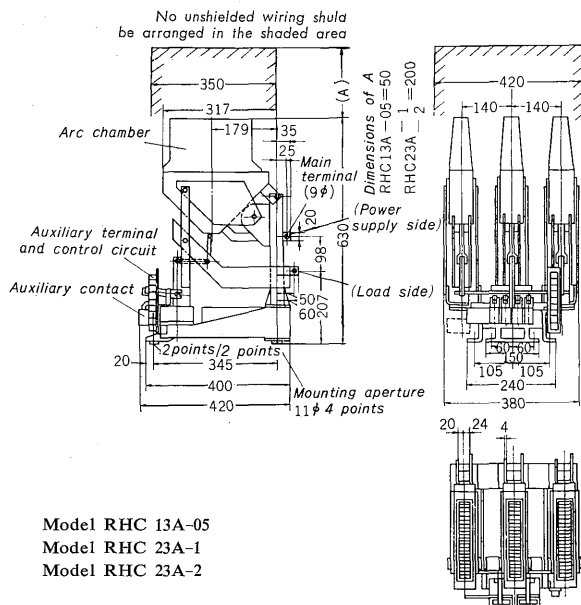 No unshielded wiring shula
be arranged in the shaded area
350
317
179
35
25
(A)
Dimensions of A
RHC13A-05=50
RHC23A-1/2=200
420
140
140
Arc chamber
Main
terminal
(9φ)
20
(Power
supply side)
630
98
Auxiliary terminal
and control circuit
(Load side)
Auxiliary contact
50
60
207
2points/2 points
20
345
400
420
Mounting aperture
11φ 4 points
60
60
150
105
105
240
380
20
24
4
Model RHC 13A-05
Model RHC 23A-1
Model RHC 23A-2